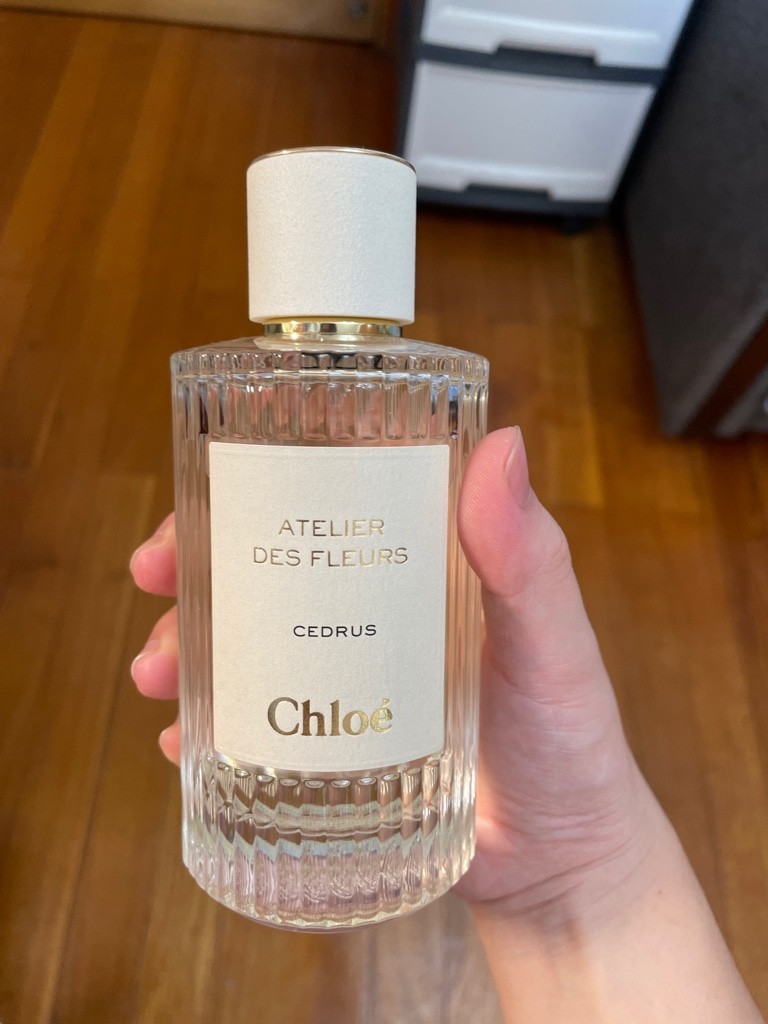 ATELIER
DES FLEURS
CEDRUS
Chloé